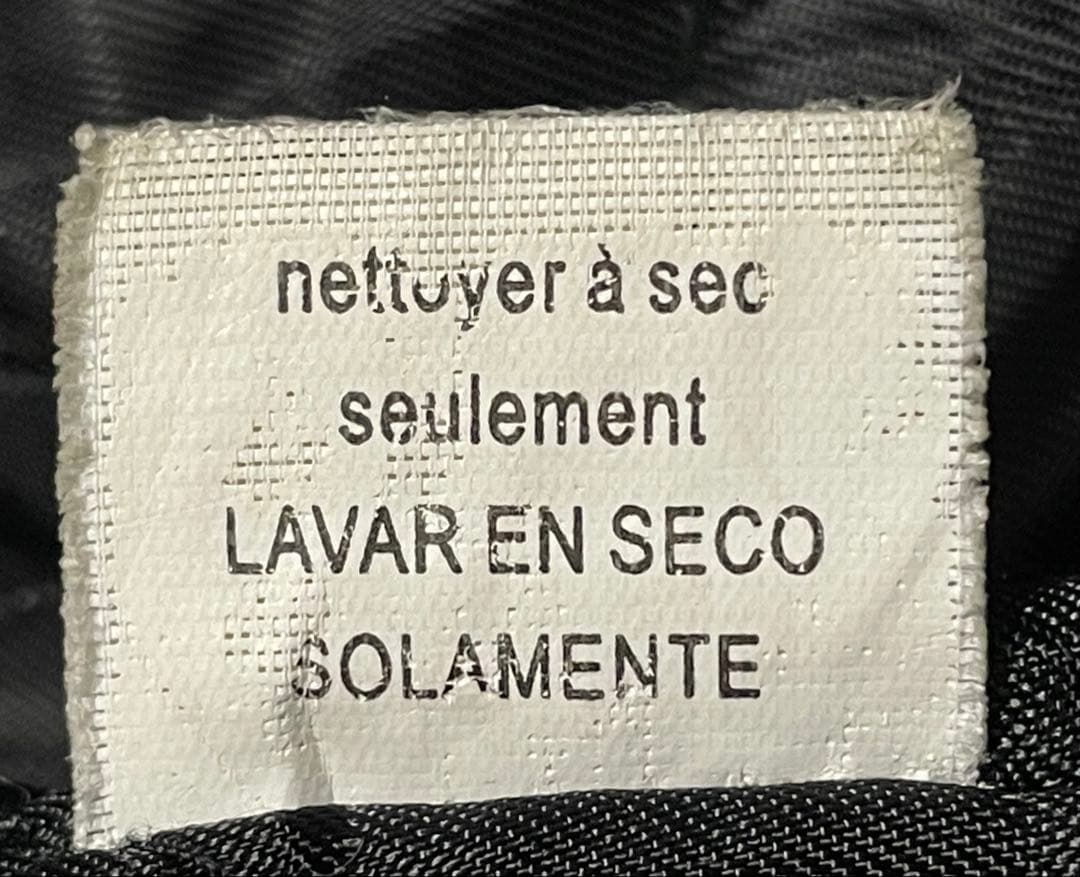 nettoyer à sec
seulement
LAVAR EN SECO
SOLAMENTE